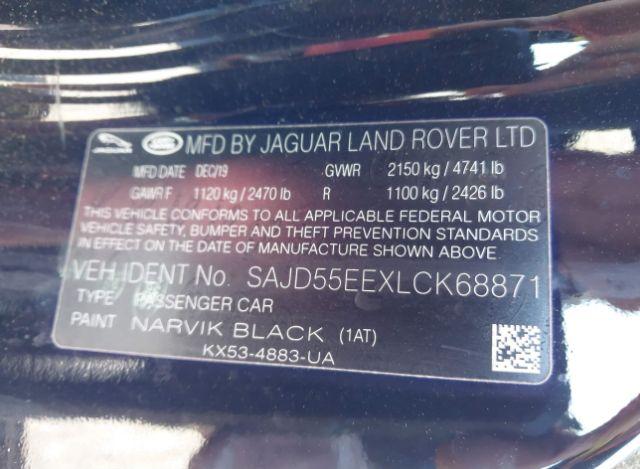 LAND ROVER MFD BY JAGUAR LAND ROVER LTD
MFD DATE DEC/19 GVWR 2150 kg / 4741 lb
GAWR F 1120 kg / 2470 lb R 1100 kg / 2426 lb
THIS VEHICLE CONFORMS TO ALL APPLICABLE FEDERAL MOTOR
VEHICLE SAFETY, BUMPER AND THEFT PREVENTION STANDARDS
IN EFFECT ON THE DATE OF MANUFACTURE SHOWN ABOVE
VEH IDENT No. SAJD55EEXLCK68871
TYPE PASSENGER CAR
PAINT NARVIK BLACK (1AT)
KX53-4883-UA